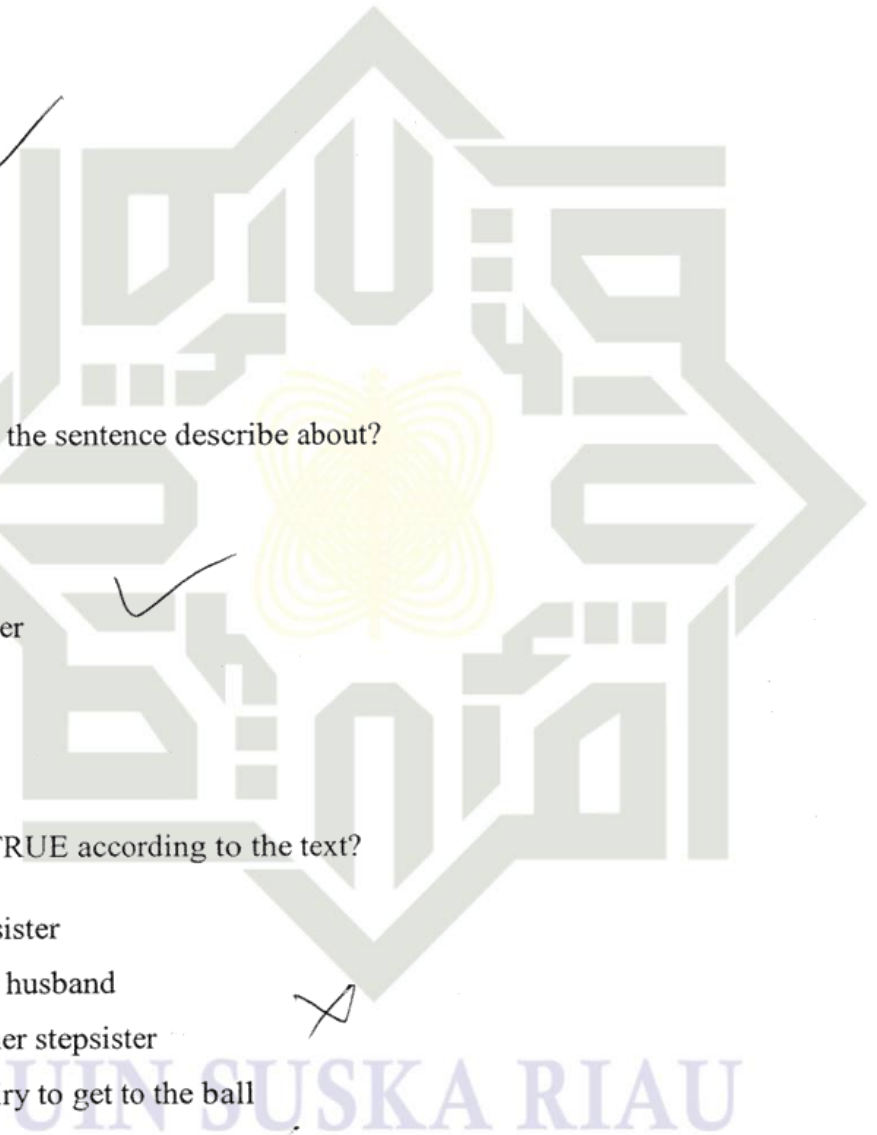 the sentence describe about?
er
TRUE according to the text?
sister
husband
er stepsister
ry to get to the ball
UIN SUSKA RIAU